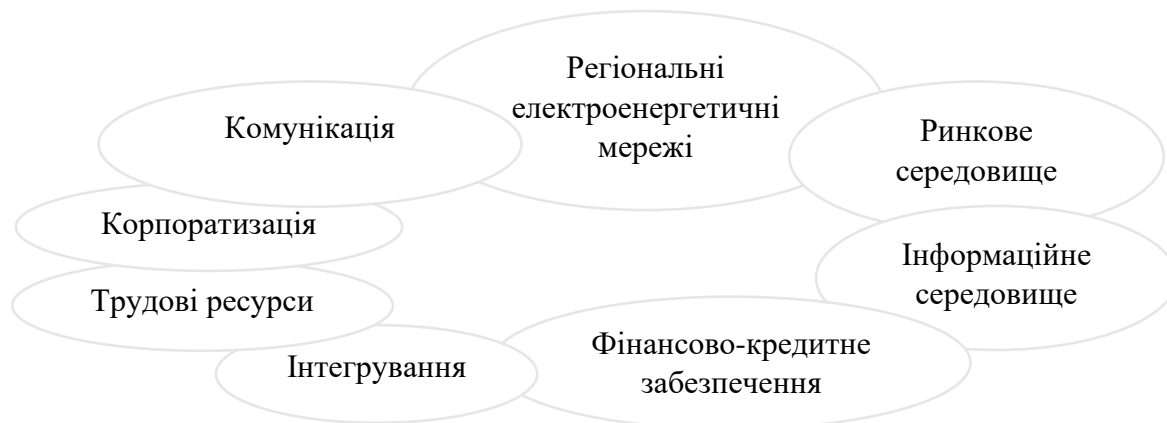 Регіональні
електроенергетичні
мережі
Комунікація
Ринкове
середовище
Корпоратизація
Інформаційне
середовище
Трудові ресурси
Фінансово-кредитне
забезпечення
Інтегрування